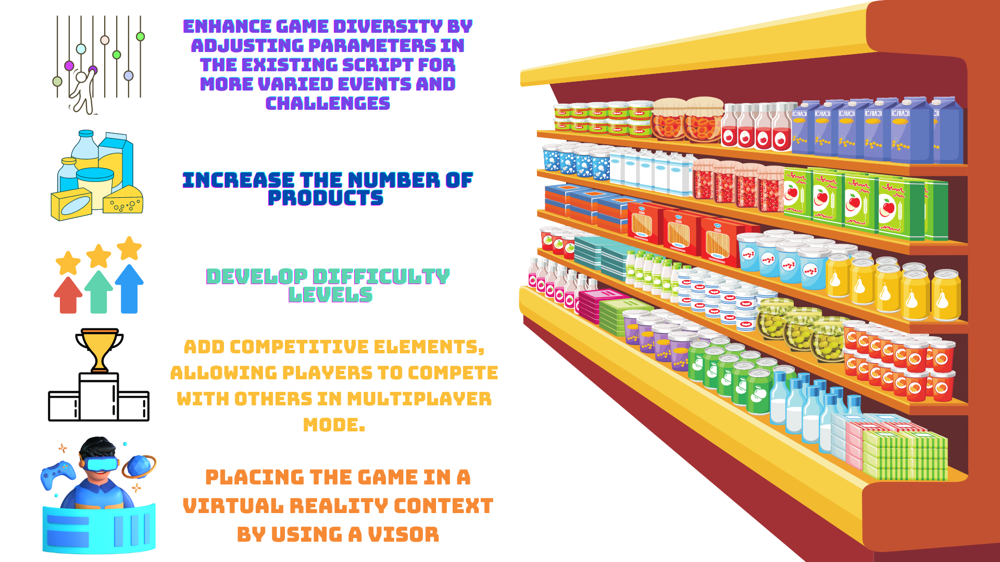 ENHANCE GAME DIVERSITY BY
ADJUSTING PARAMETERS IN
THE EXISTING SCRIPT FOR
MORE VARIED EVENTS AND
CHALLENGES
INCREASE THE NUMBER OF
PRODUCTS
DEVELOP DIFFICULTY
LEVELS
ADD COMPETITIVE ELEMENTS,
ALLOWING PLAYERS TO COMPETE
WITH OTHERS IN MULTIPLAYER
MODE.
PLACING THE GAME IN A
VIRTUAL REALITY CONTEXT
BY USING A VISOR